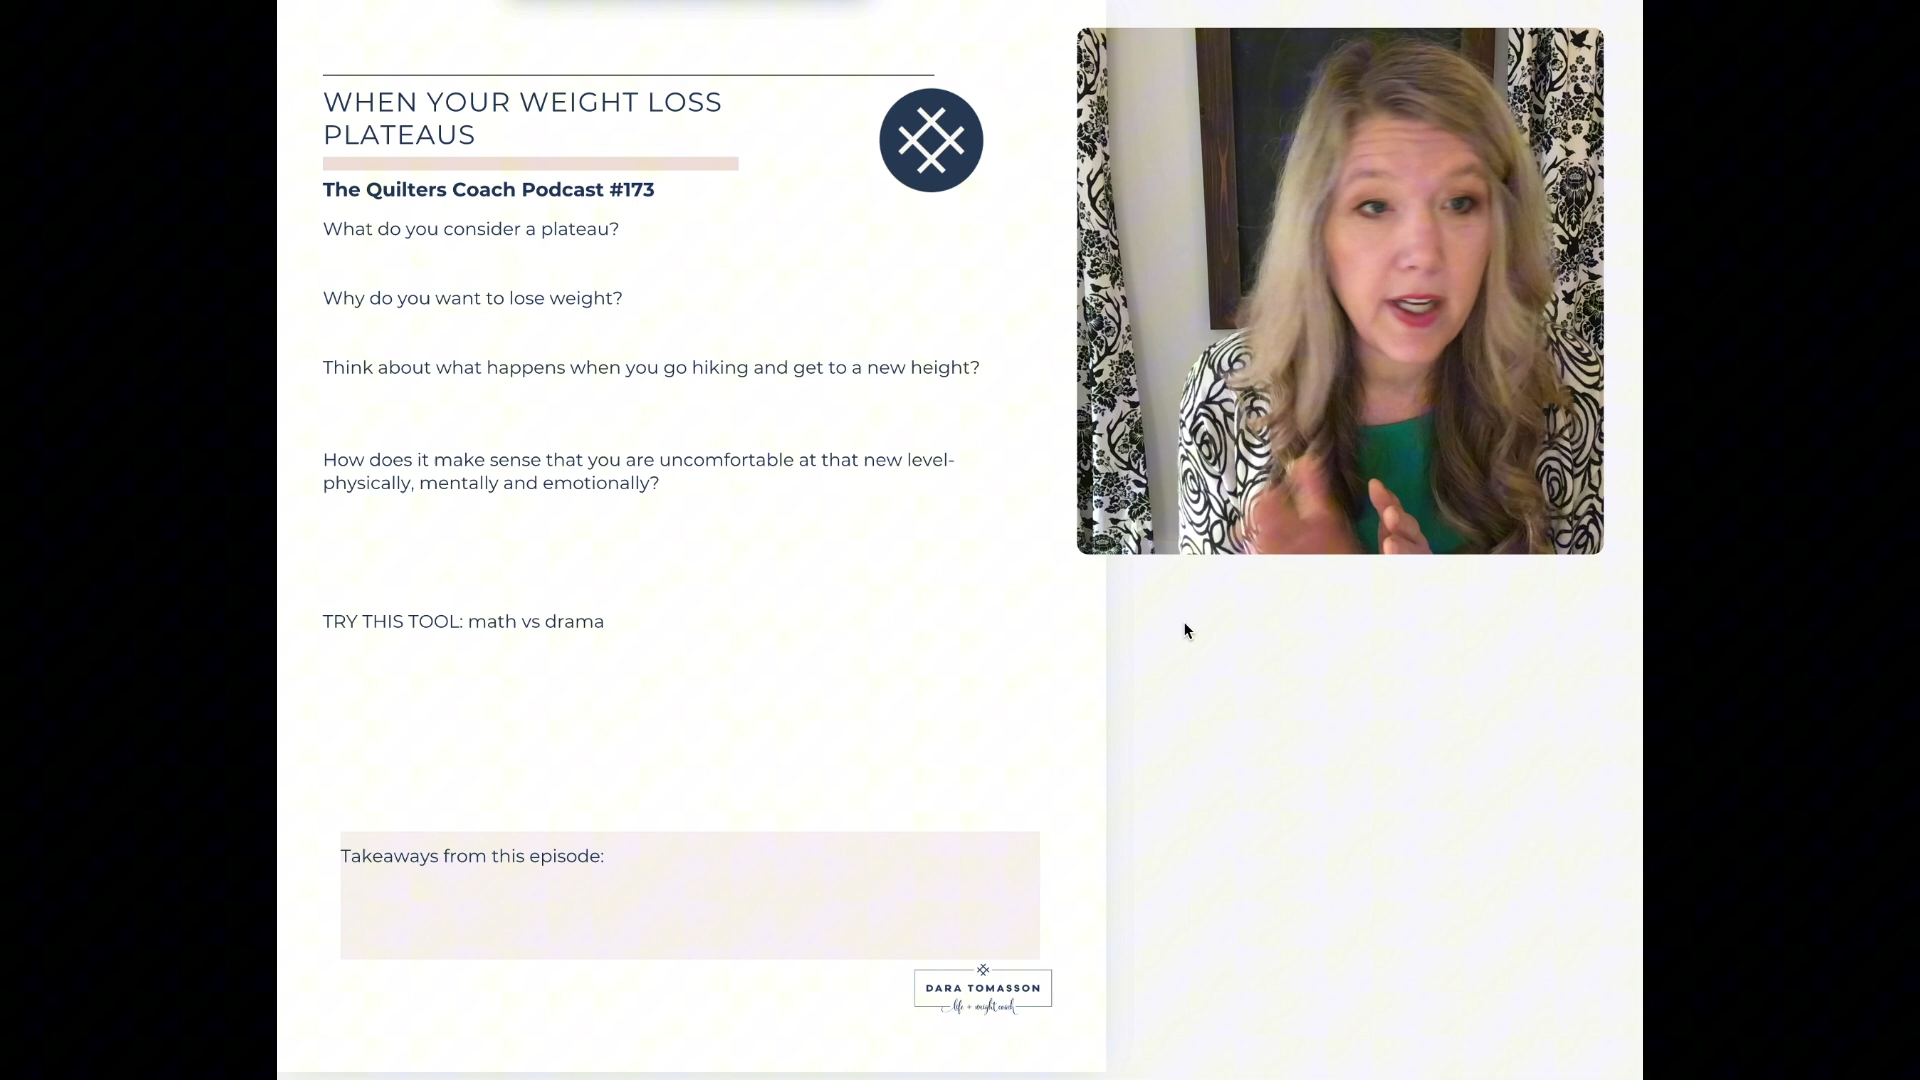 WHEN YOUR WEIGHT LOSS
PLATEAUS
The Quilters Coach Podcast #173
What do you consider a plateau?
Why do you want to lose weight?
Think about what happens when you go hiking and get to a new height?
How does it make sense that you are uncomfortable at that new level-
physically, mentally and emotionally?
TRY THIS TOOL: math vs drama
Takeaways from this episode:
DARA TOMASSON
life + weight coach